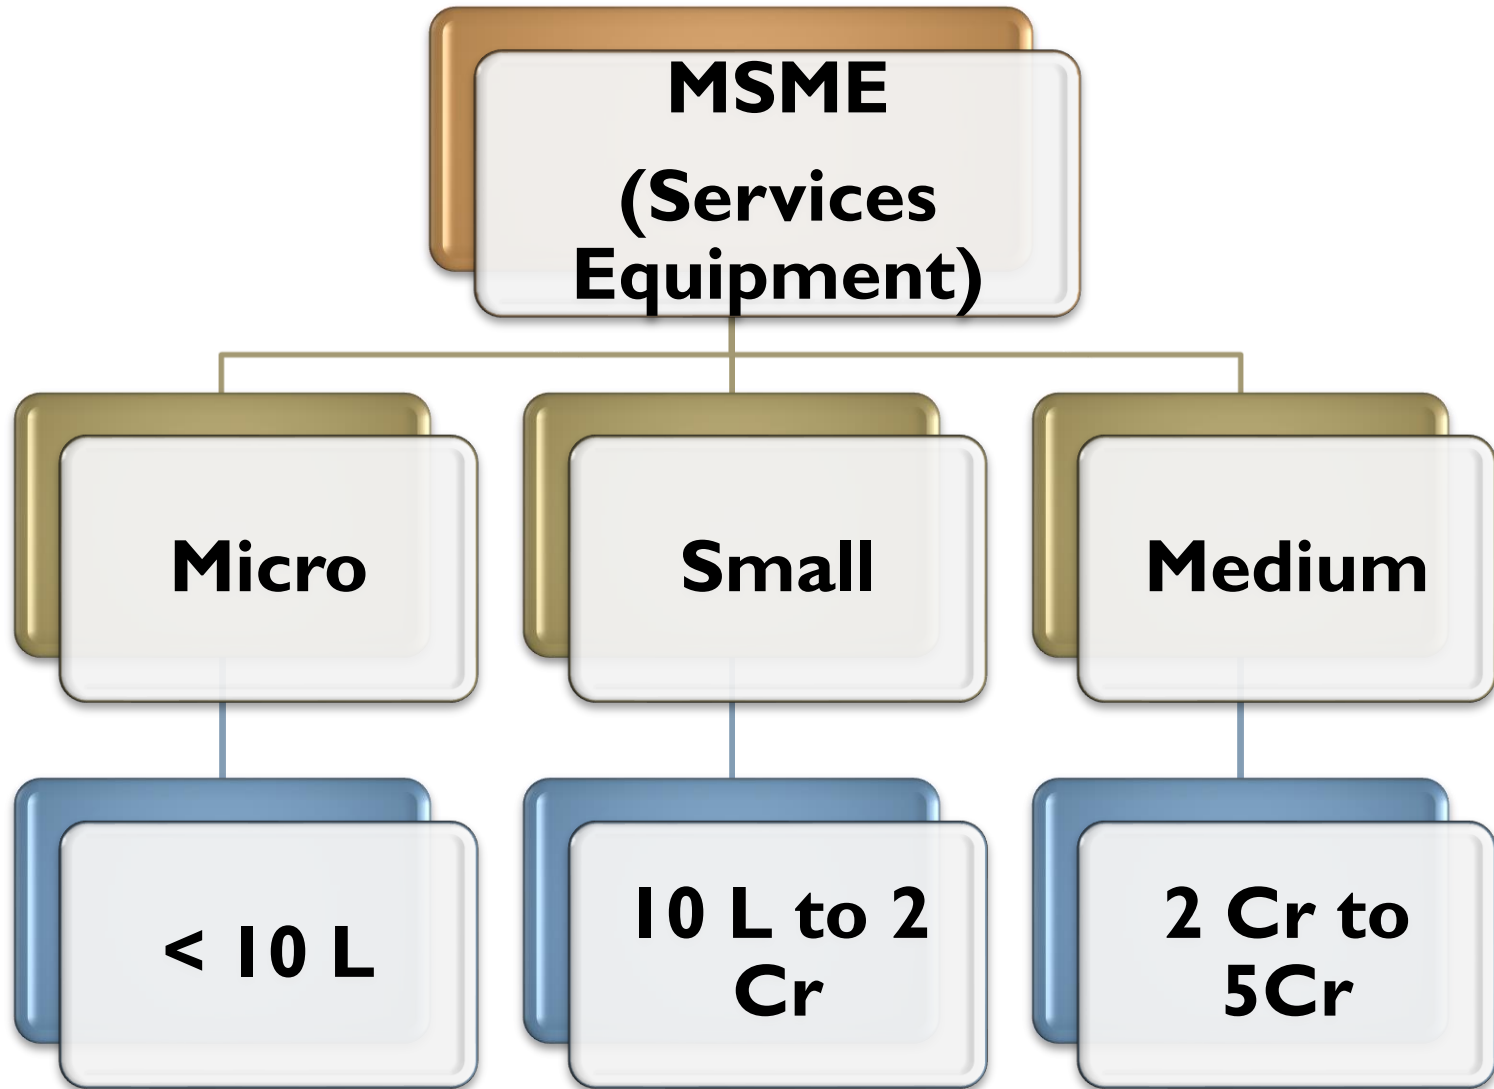 MSME
(Services
Equipment)
Micro
Small
Medium
< 10 L
10 L to 2
Cr
2 Cr to
5Cr